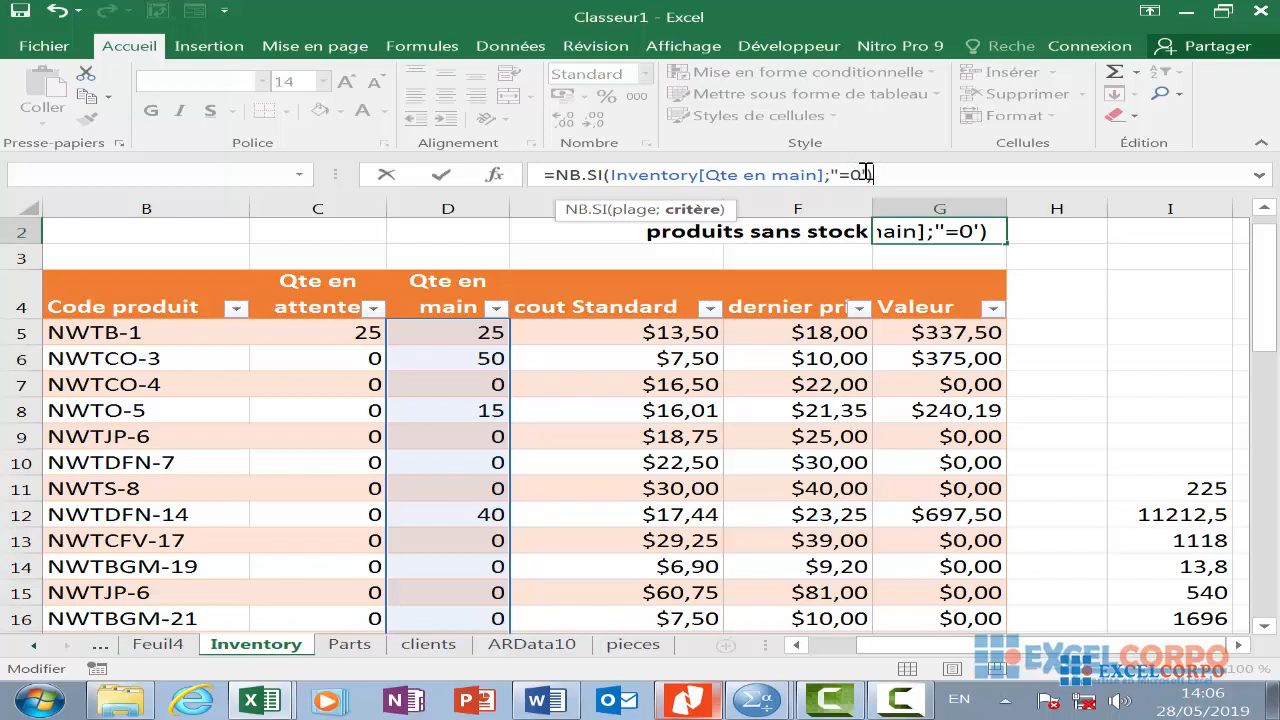 Classeur1 - Excel
Fichier Accueil Insertion Mise en page Formules Données Révision Affichage Développeur Nitro Pro 9 Reche Connexion Partager
Coller
14 A A
Standard
Mise en forme conditionnelle
Insérer
G I S
% 000
Mettre sous forme de tableau
Supprimer
Styles de cellules
Format
Presse-papiers Police Alignement Nombre Style Cellules Édition
=NB.SI(Inventory[Qte en main];"=0')
NB.SI(plage; critère)
B C D F G H I
2 produits sans stock main];"=0')
3
4 Code produit Qte en attente Qte en main cout Standard dernier pri Valeur
5 NWTB-1 25 25 $13,50 $18,00 $337,50
6 NWTCO-3 0 50 $7,50 $10,00 $375,00
7 NWTCO-4 0 0 $16,50 $22,00 $0,00
8 NWTO-5 0 15 $16,01 $21,35 $240,19
9 NWTJP-6 0 0 $18,75 $25,00 $0,00
10 NWTDFN-7 0 0 $22,50 $30,00 $0,00
11 NWTS-8 0 0 $30,00 $40,00 $0,00 225
12 NWTDFN-14 0 40 $17,44 $23,25 $697,50 11212,5
13 NWTCFV-17 0 0 $29,25 $39,00 $0,00 1118
14 NWTBGM-19 0 0 $6,90 $9,20 $0,00 13,8
15 NWTJP-6 0 0 $60,75 $81,00 $0,00 540
16 NWTBGM-21 0 0 $7,50 $10,00 $0,00 1696
... Feuil4 Inventory Parts clients ARData10 pieces
EXCELCORPO
EXCELCORPO
Modifier
100 %
EN
14:06
28/05/2019